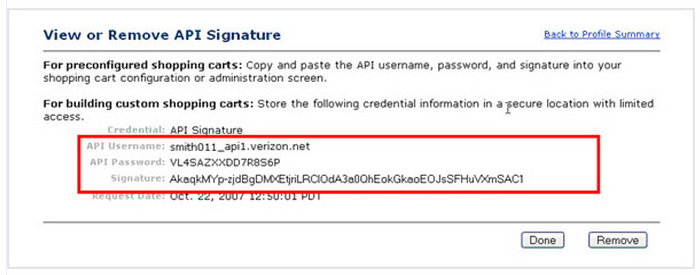 View or Remove API Signature
Back to Profile Summary
For preconfigured shopping carts: Copy and paste the API username, password, and signature into your
shopping cart configuration or administration screen.
For building custom shopping carts: Store the following credential information in a secure location with limited
access.
Credential: API Signature
API Username: smith011_api1.verizon.net
API Password: VL4SAZXXDD7R8S6P
Signature: AkaqkMYp-zjdBgDMXEtjriLRClOdA3a0OhEokGkaoEOJsSFHuVXmSAC1
Request Date: Oct. 22, 2007 12:50:01 PDT
Done
Remove